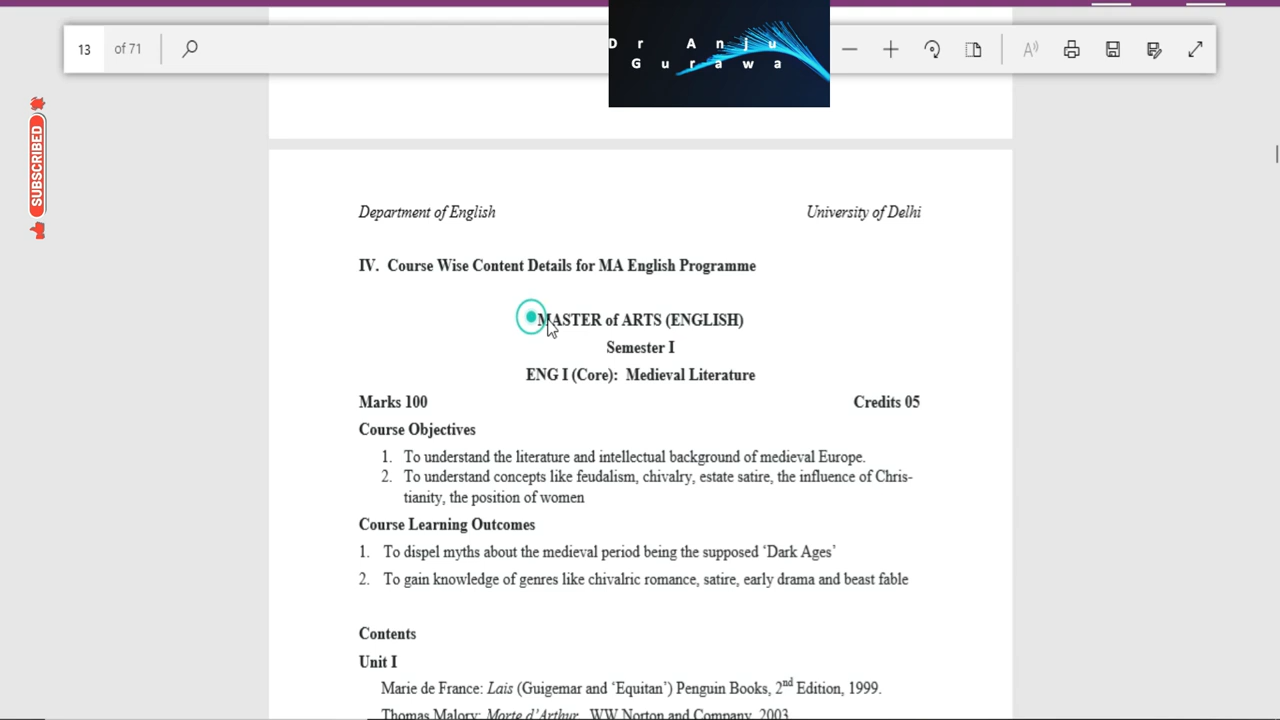 13 of 71
Dr Anju
Gurawa
SUBSCRIBED
Department of English University of Delhi
IV. Course Wise Content Details for MA English Programme
MASTER of ARTS (ENGLISH)
Semester I
ENG I (Core): Medieval Literature
Marks 100 Credits 05
Course Objectives
1. To understand the literature and intellectual background of medieval Europe.
2. To understand concepts like feudalism, chivalry, estate satire, the influence of Chris-
tianity, the position of women
Course Learning Outcomes
1. To dispel myths about the medieval period being the supposed ‘Dark Ages’
2. To gain knowledge of genres like chivalric romance, satire, early drama and beast fable
Contents
Unit I
Marie de France: Lais (Guigemar and ‘Equitan’) Penguin Books, 2nd Edition, 1999.
Thomas Malory: Morte d’Arthur, WW Norton and Company, 2003